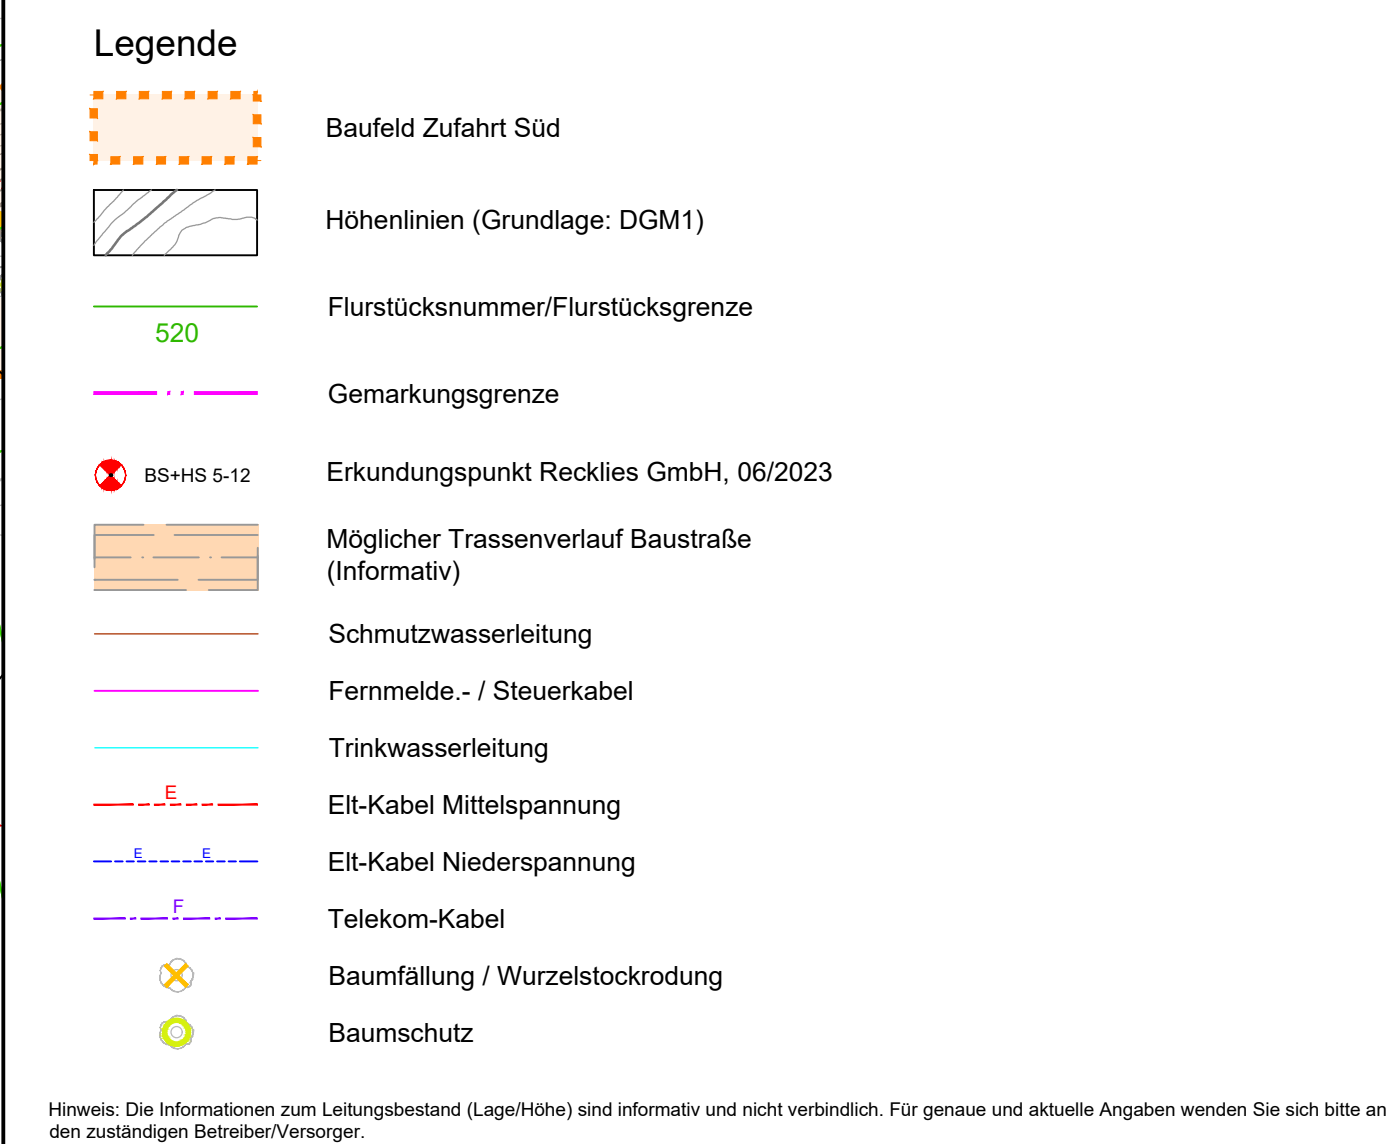 Legende
Baufeld Zufahrt Süd
Höhenlinien (Grundlage: DGM1)
Flurstücksnummer/Flurstücksgrenze
520
Gemarkungsgrenze
BS+HS 5-12
Erkundungspunkt Recklies GmbH, 06/2023
Möglicher Trassenverlauf Baustraße
(Informativ)
Schmutzwasserleitung
Fernmelde.- / Steuerkabel
Trinkwasserleitung
E
Elt-Kabel Mittelspannung
E E
Elt-Kabel Niederspannung
F
Telekom-Kabel
Baumfällung / Wurzelstockrodung
Baumschutz
Hinweis: Die Informationen zum Leitungsbestand (Lage/Höhe) sind informativ und nicht verbindlich. Für genaue und aktuelle Angaben wenden Sie sich bitte an
den zuständigen Betreiber/Versorger.